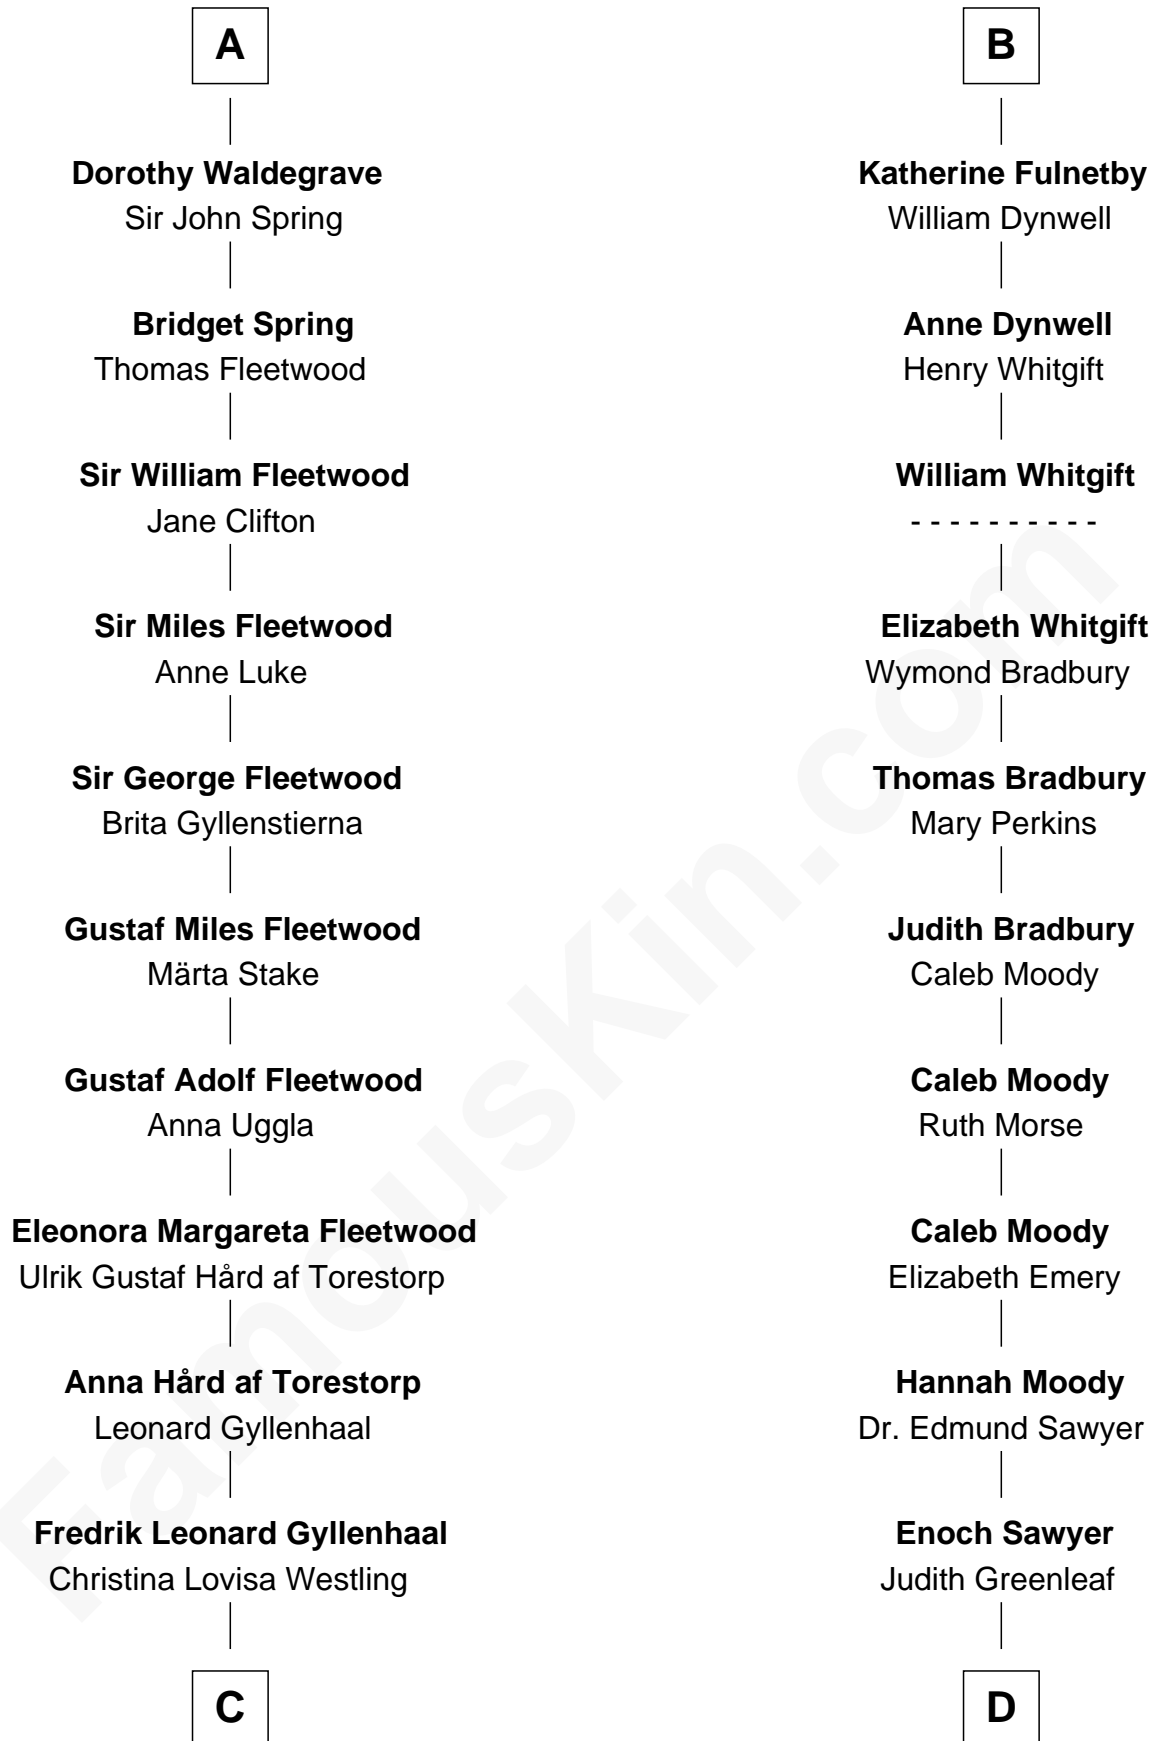 A
Dorothy Waldegrave
Sir John Spring
Bridget Spring
Thomas Fleetwood
Sir William Fleetwood
Jane Clifton
Sir Miles Fleetwood
Anne Luke
Sir George Fleetwood
Brita Gyllenstierna
Gustaf Miles Fleetwood
Märta Stake
Gustaf Adolf Fleetwood
Anna Uggla
Eleonora Margareta Fleetwood
Ulrik Gustaf Hård af Torestorp
Anna Hård af Torestorp
Leonard Gyllenhaal
Fredrik Leonard Gyllenhaal
Christina Lovisa Westling
C
B
Katherine Fulnetby
William Dynwell
Anne Dynwell
Henry Whitgift
William Whitgift
- - - - - - - - - -
Elizabeth Whitgift
Wymond Bradbury
Thomas Bradbury
Mary Perkins
Judith Bradbury
Caleb Moody
Caleb Moody
Ruth Morse
Caleb Moody
Elizabeth Emery
Hannah Moody
Dr. Edmund Sawyer
Enoch Sawyer
Judith Greenleaf
D
FamousKin.com